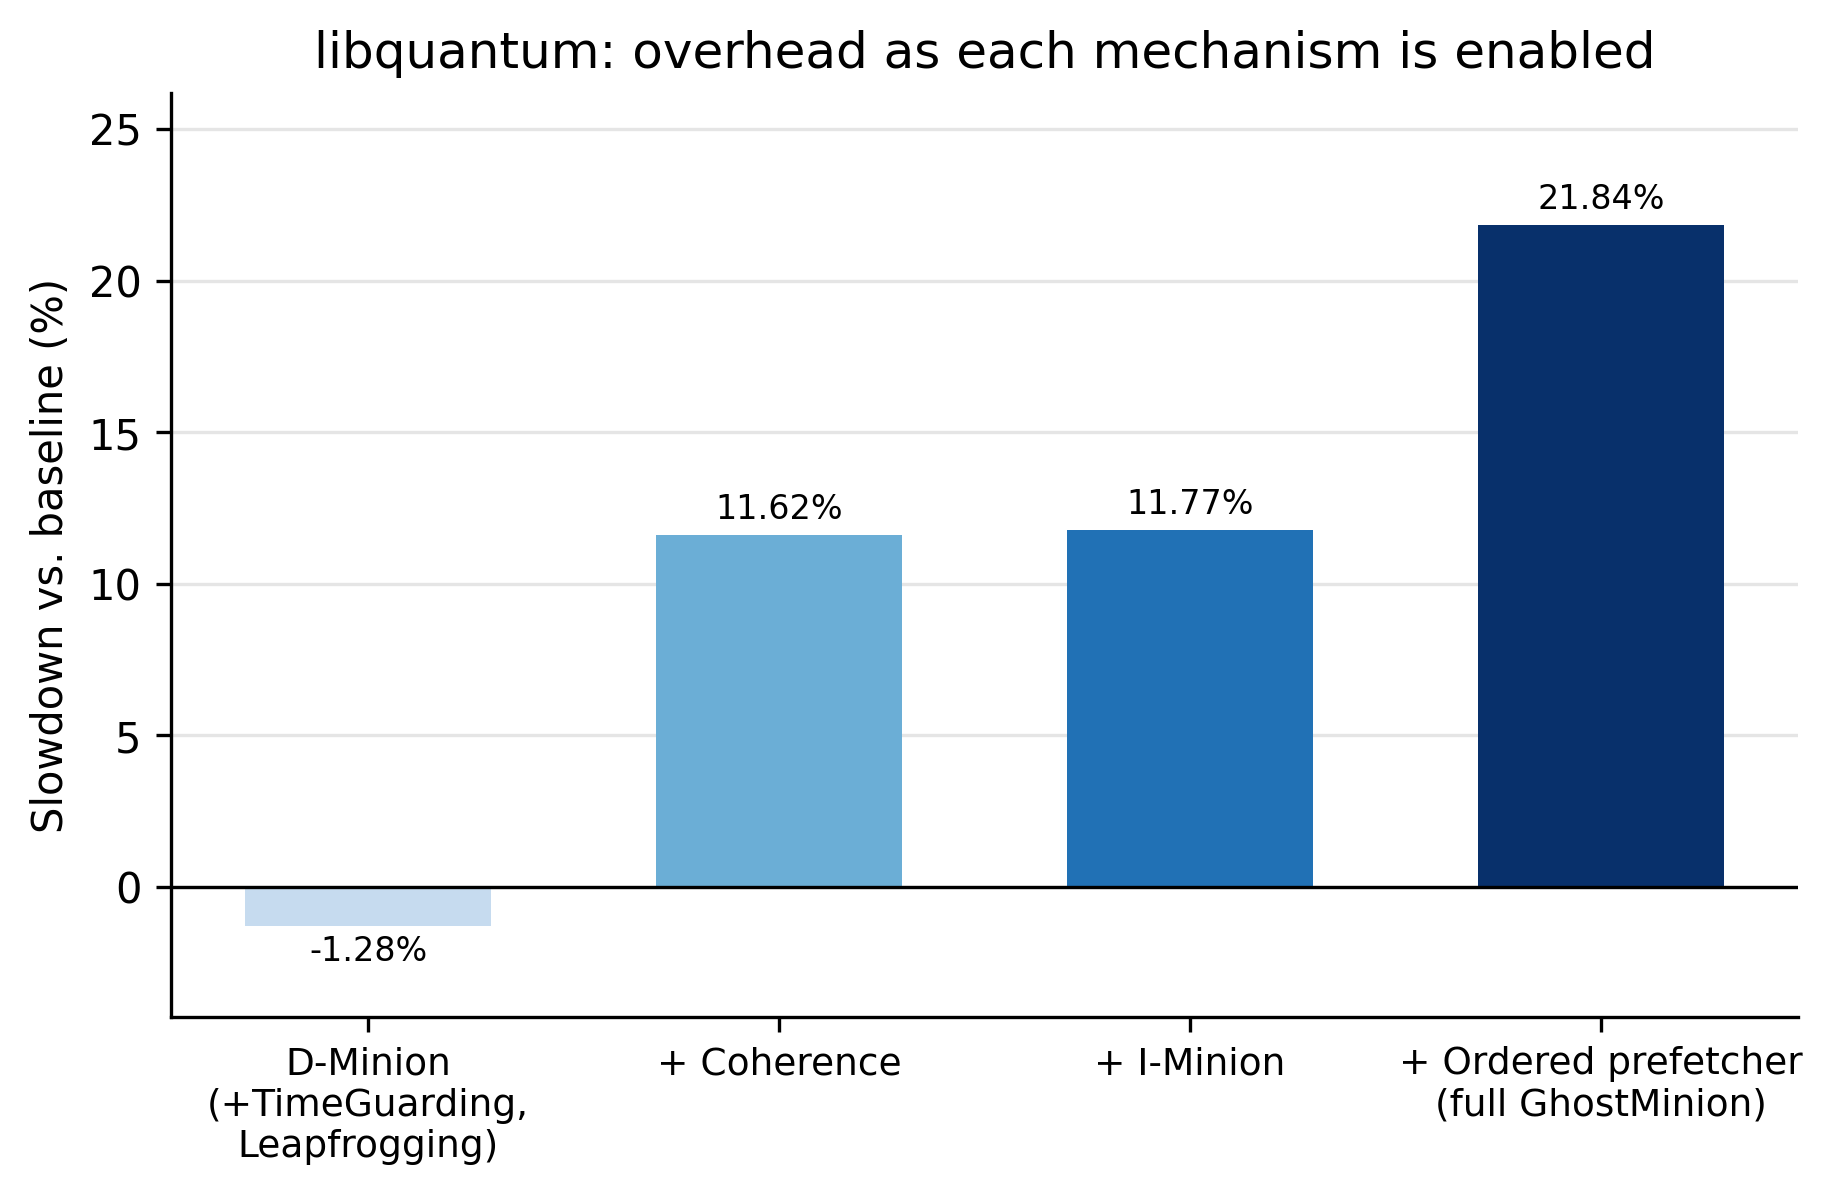 libquantum: overhead as each mechanism is enabled
Slowdown vs. baseline (%)
25
20
15
10
5
0
-1.28%
11.62%
11.77%
21.84%
D-Minion
(+TimeGuarding,
Leapfrogging)
+ Coherence
+ I-Minion
+ Ordered prefetcher
(full GhostMinion)